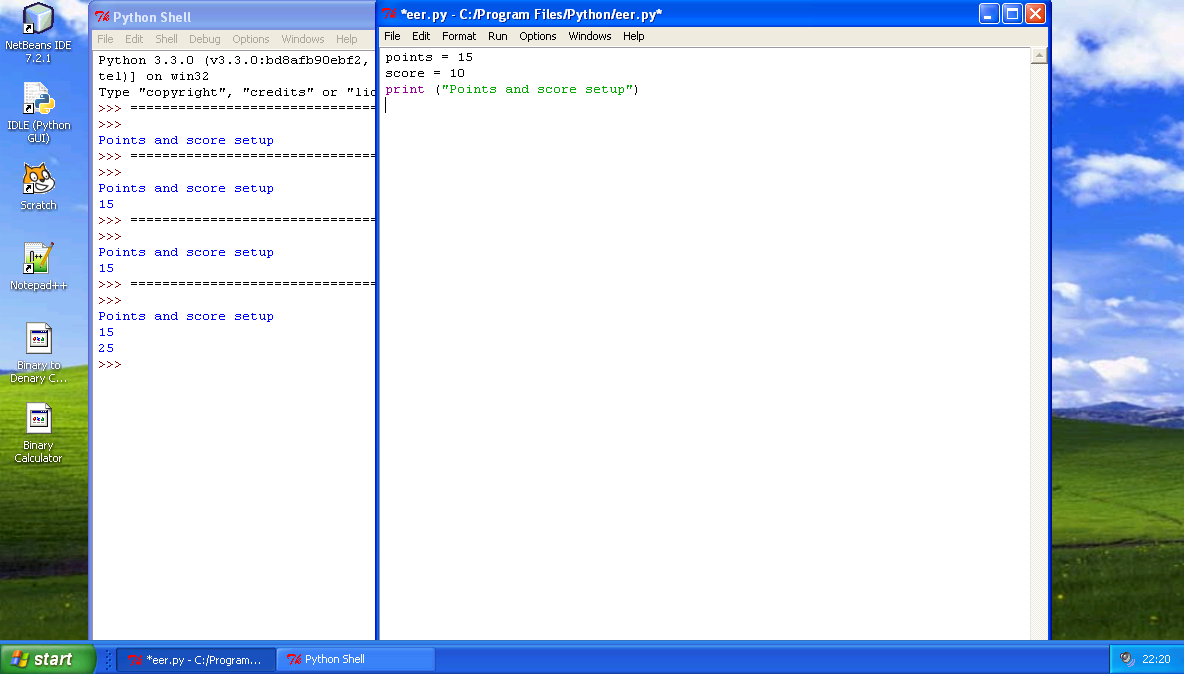 NetBeans IDE
7.2.1
IDLE (Python
GUI)
Scratch
Notepad++
Binary to
Denary C...
Binary
Calculator
Python Shell
File Edit Shell Debug Options Windows Help
Python 3.3.0 (v3.3.0:bd8afb90ebf2,
tel)] on win32
Type "copyright", "credits" or "lic
>>> ===============================
>>>
Points and score setup
>>> ===============================
>>>
Points and score setup
15
>>> ===============================
>>>
Points and score setup
15
>>> ===============================
>>>
Points and score setup
15
25
>>>
*eer.py - C:/Program Files/Python/eer.py*
File Edit Format Run Options Windows Help
points = 15
score = 10
print ("Points and score setup")
start
*eer.py - C:/Program...
Python Shell
22:20